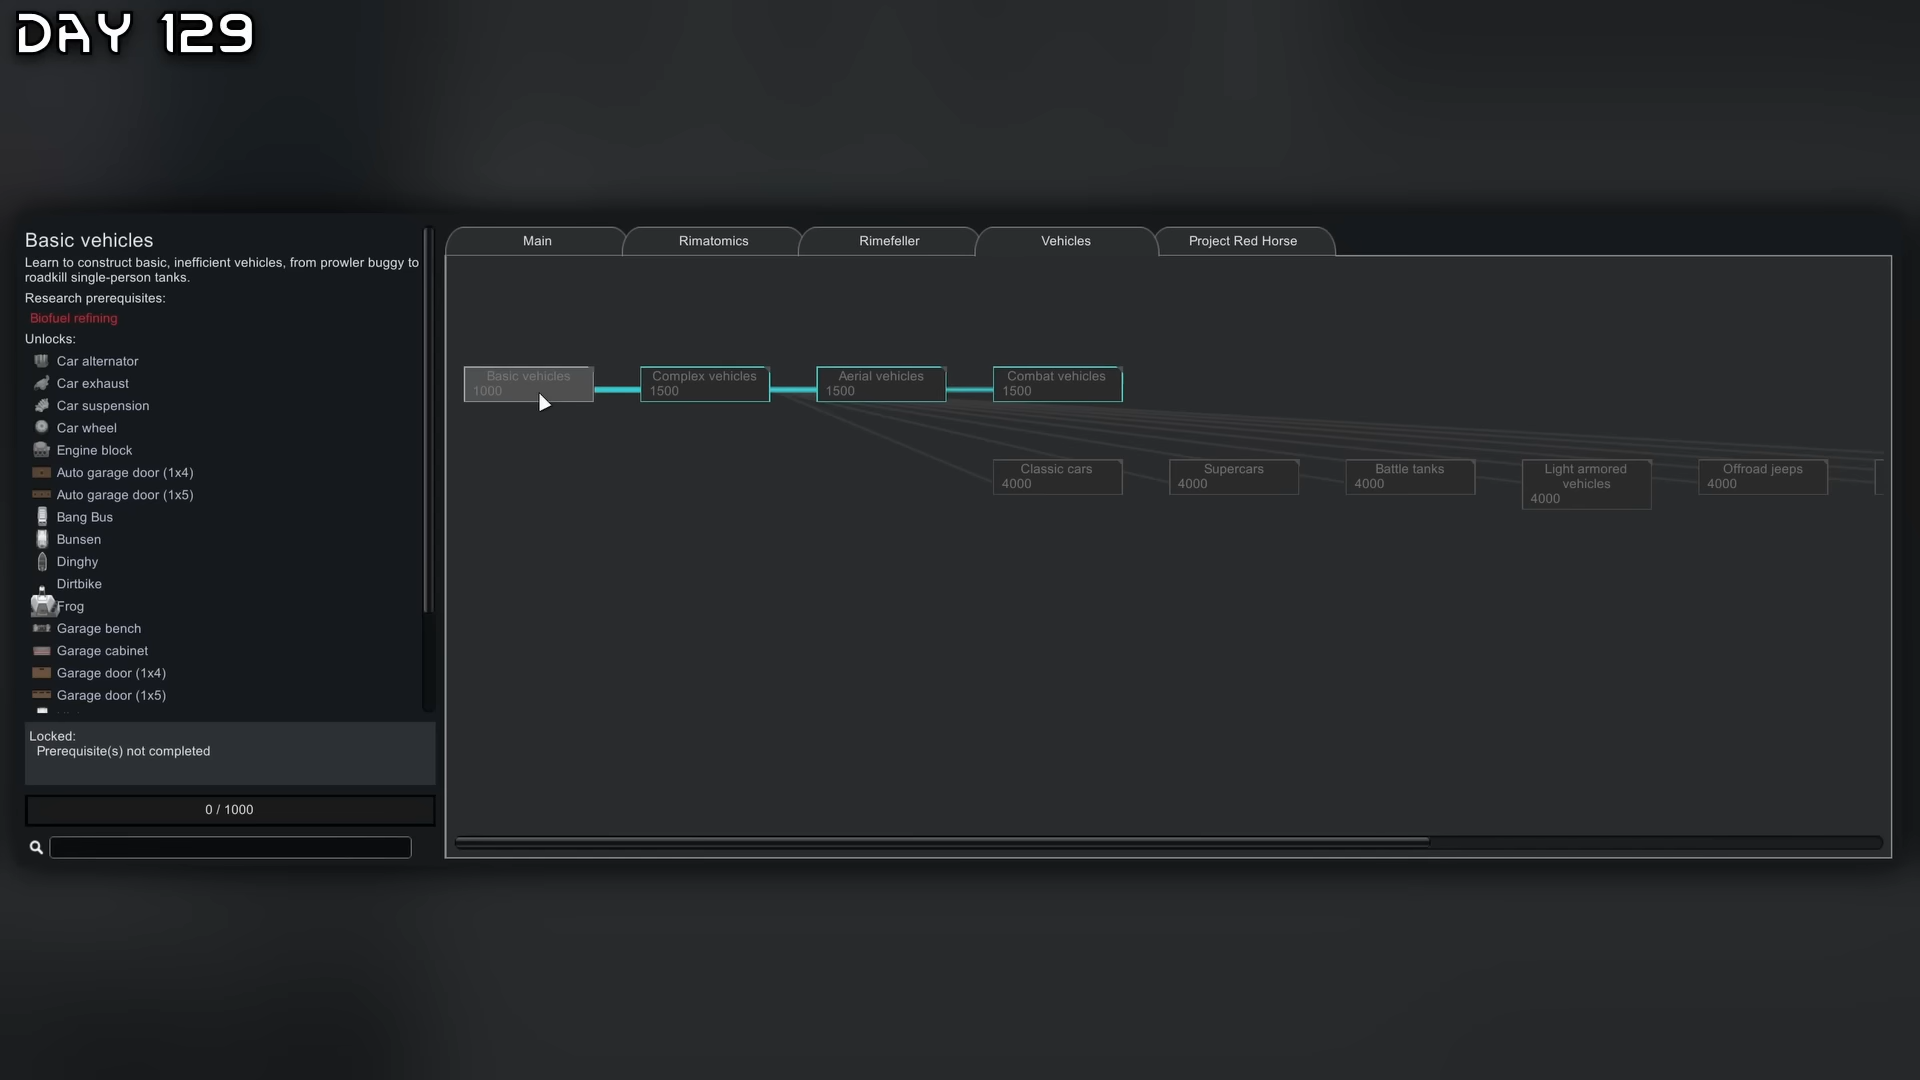 DAY 129
Main
Rimatomics
Rimefeller
Vehicles
Project Red Horse
Basic vehicles
Learn to construct basic, inefficient vehicles, from prowler buggy to
roadkill single-person tanks.
Research prerequisites:
Biofuel refining
Unlocks:
Car alternator
Car exhaust
Car suspension
Car wheel
Engine block
Auto garage door (1x4)
Auto garage door (1x5)
Bang Bus
Bunsen
Dinghy
Dirtbike
Frog
Garage bench
Garage cabinet
Garage door (1x4)
Garage door (1x5)
Locked:
Prerequisite(s) not completed
0 / 1000
Basic vehicles
1000
Complex vehicles
1500
Aerial vehicles
1500
Combat vehicles
1500
Classic cars
4000
Supercars
4000
Battle tanks
4000
Light armored
vehicles
4000
Offroad jeeps
4000